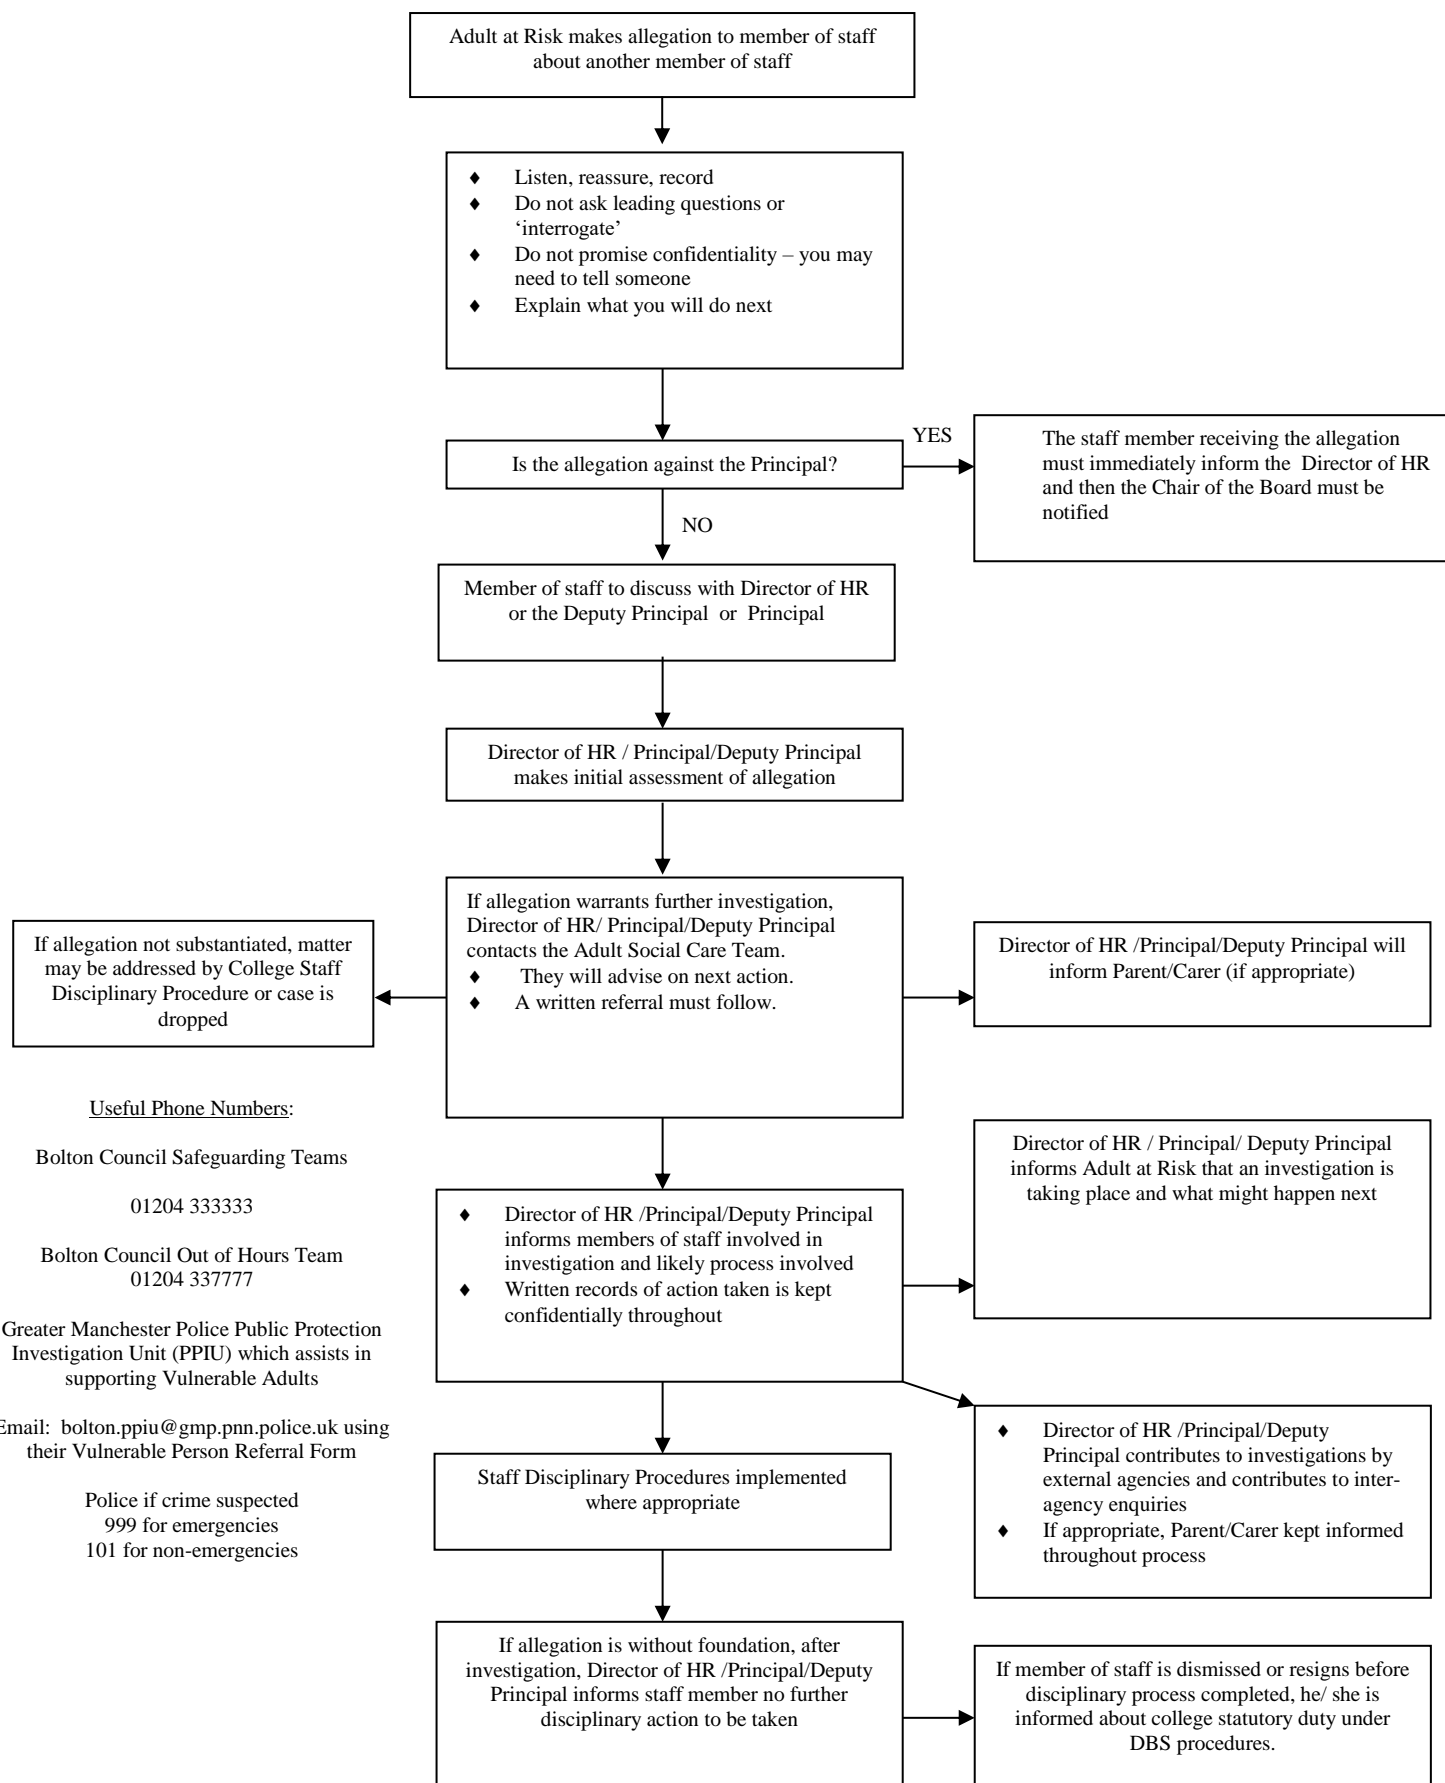 Adult at Risk makes allegation to member of staff
about another member of staff
♦ Listen, reassure, record
♦ Do not ask leading questions or
‘interrogate’
♦ Do not promise confidentiality – you may
need to tell someone
♦ Explain what you will do next
Is the allegation against the Principal?
YES
The staff member receiving the allegation
must immediately inform the Director of HR
and then the Chair of the Board must be
notified
NO
Member of staff to discuss with Director of HR
or the Deputy Principal or Principal
Director of HR / Principal/Deputy Principal
makes initial assessment of allegation
If allegation warrants further investigation,
Director of HR/ Principal/Deputy Principal
contacts the Adult Social Care Team.
♦ They will advise on next action.
♦ A written referral must follow.
If allegation not substantiated, matter
may be addressed by College Staff
Disciplinary Procedure or case is
dropped
Director of HR /Principal/Deputy Principal will
inform Parent/Carer (if appropriate)
Useful Phone Numbers:
Bolton Council Safeguarding Teams
01204 333333
Bolton Council Out of Hours Team
01204 337777
Greater Manchester Police Public Protection
Investigation Unit (PPIU) which assists in
supporting Vulnerable Adults
Email: bolton.ppiu@gmp.pnn.police.uk using
their Vulnerable Person Referral Form
Police if crime suspected
999 for emergencies
101 for non-emergencies
♦ Director of HR /Principal/Deputy Principal
informs members of staff involved in
investigation and likely process involved
♦ Written records of action taken is kept
confidentially throughout
Director of HR / Principal/ Deputy Principal
informs Adult at Risk that an investigation is
taking place and what might happen next
♦ Director of HR /Principal/Deputy
Principal contributes to investigations by
external agencies and contributes to inter-
agency enquiries
♦ If appropriate, Parent/Carer kept informed
throughout process
Staff Disciplinary Procedures implemented
where appropriate
If allegation is without foundation, after
investigation, Director of HR /Principal/Deputy
Principal informs staff member no further
disciplinary action to be taken
If member of staff is dismissed or resigns before
disciplinary process completed, he/ she is
informed about college statutory duty under
DBS procedures.